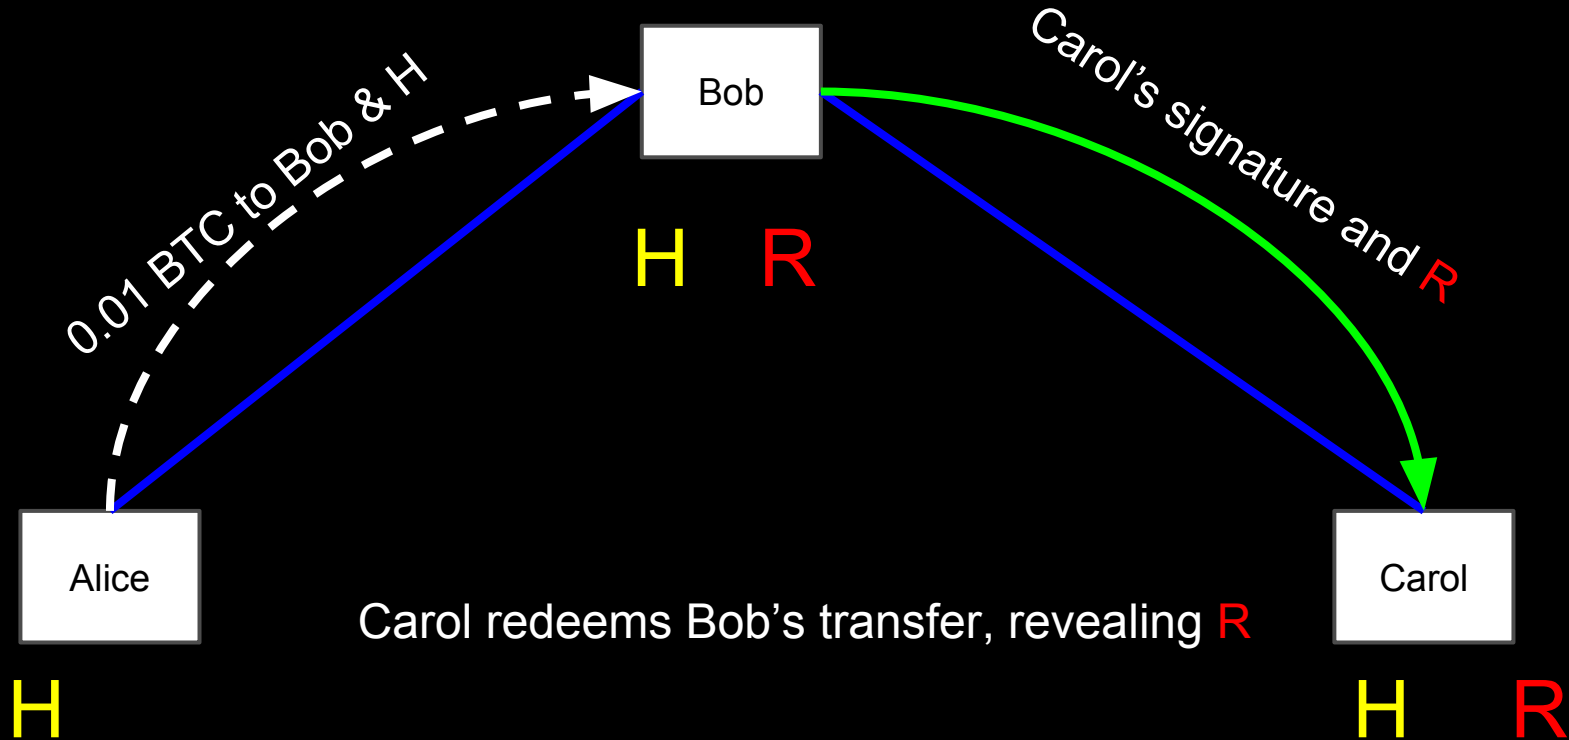 0.01 BTC to Bob & H
Bob
Carol’s signature and R
H R
Alice
Carol
Carol redeems Bob’s transfer, revealing R
H
H R